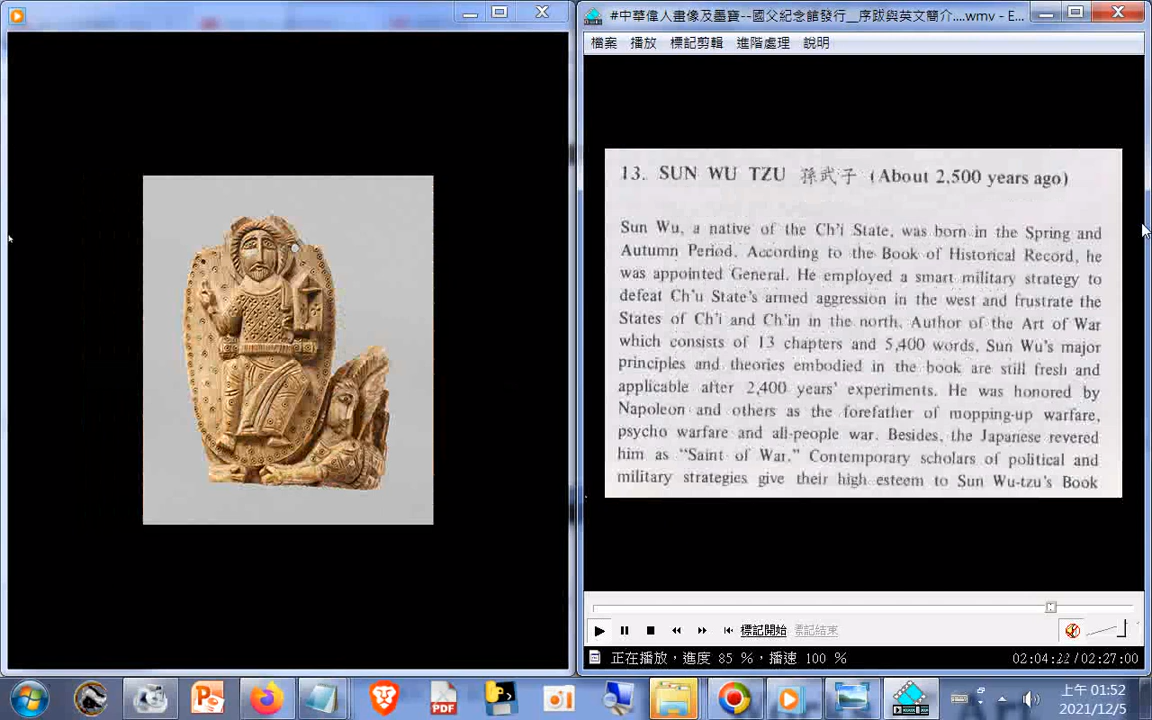 #中華偉人畫像及墨寶--國父紀念館發行__序跋與英文簡介....wmv - E...
檔案 播放 標記剪輯 進階處理 說明
13. SUN WU TZU 孫武子 (About 2,500 years ago)
Sun Wu, a native of the Ch'i State, was born in the Spring and
Autumn Period. According to the Book of Historical Record, he
was appointed General. He employed a smart military strategy to
defeat Ch'u State's armed aggression in the west and frustrate the
States of Ch'i and Ch'in in the north. Author of the Art of War
which consists of 13 chapters and 5,400 words, Sun Wu's major
principles and theories embodied in the book are still fresh and
applicable after 2,400 years' experiments. He was honored by
Napoleon and others as the forefather of mopping-up warfare,
psycho warfare and all-people war. Besides, the Japanese revered
him as "Saint of War." Contemporary scholars of political and
military strategies give their high esteem to Sun Wu-tzu's Book
標記開始 標記結束
正在播放，進度 85 %，播速 100 %
02:04:22 / 02:27:00
PDF
上午 01:52
2021/12/5